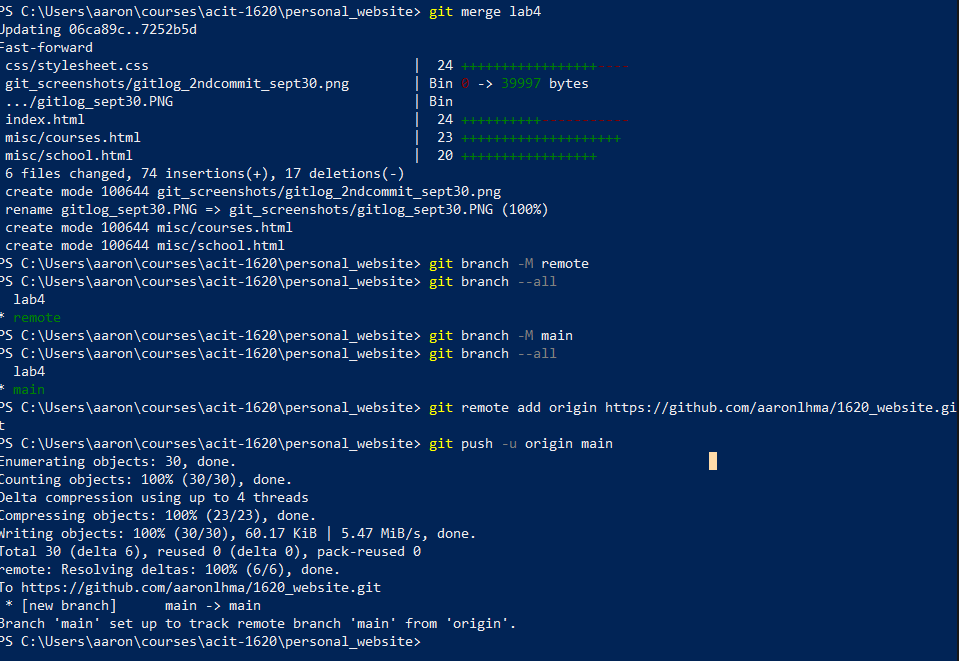 PS C:\Users\aaron\courses\acit-1620\personal_website> git merge lab4
Updating 06ca89c..7252b5d
Fast-forward
css/stylesheet.css | 24 +++++++++++++++++----
git_screenshots/gitlog_2ndcommit_sept30.png | Bin 0 -> 39997 bytes
.../gitlog_sept30.PNG | Bin
index.html | 24 ++++++++++-----------
misc/courses.html | 23 ++++++++++++++++++++
misc/school.html | 20 +++++++++++++++++
6 files changed, 74 insertions(+), 17 deletions(-)
create mode 100644 git_screenshots/gitlog_2ndcommit_sept30.png
rename gitlog_sept30.PNG => git_screenshots/gitlog_sept30.PNG (100%)
create mode 100644 misc/courses.html
create mode 100644 misc/school.html
PS C:\Users\aaron\courses\acit-1620\personal_website> git branch -M remote
PS C:\Users\aaron\courses\acit-1620\personal_website> git branch --all
lab4
* remote
PS C:\Users\aaron\courses\acit-1620\personal_website> git branch -M main
PS C:\Users\aaron\courses\acit-1620\personal_website> git branch --all
lab4
* main
PS C:\Users\aaron\courses\acit-1620\personal_website> git remote add origin https://github.com/aaronlhma/1620_website.gi
t
PS C:\Users\aaron\courses\acit-1620\personal_website> git push -u origin main
Enumerating objects: 30, done.
Counting objects: 100% (30/30), done.
Delta compression using up to 4 threads
Compressing objects: 100% (23/23), done.
Writing objects: 100% (30/30), 60.17 KiB | 5.47 MiB/s, done.
Total 30 (delta 6), reused 0 (delta 0), pack-reused 0
remote: Resolving deltas: 100% (6/6), done.
To https://github.com/aaronlhma/1620_website.git
* [new branch] main -> main
Branch 'main' set up to track remote branch 'main' from 'origin'.
PS C:\Users\aaron\courses\acit-1620\personal_website>